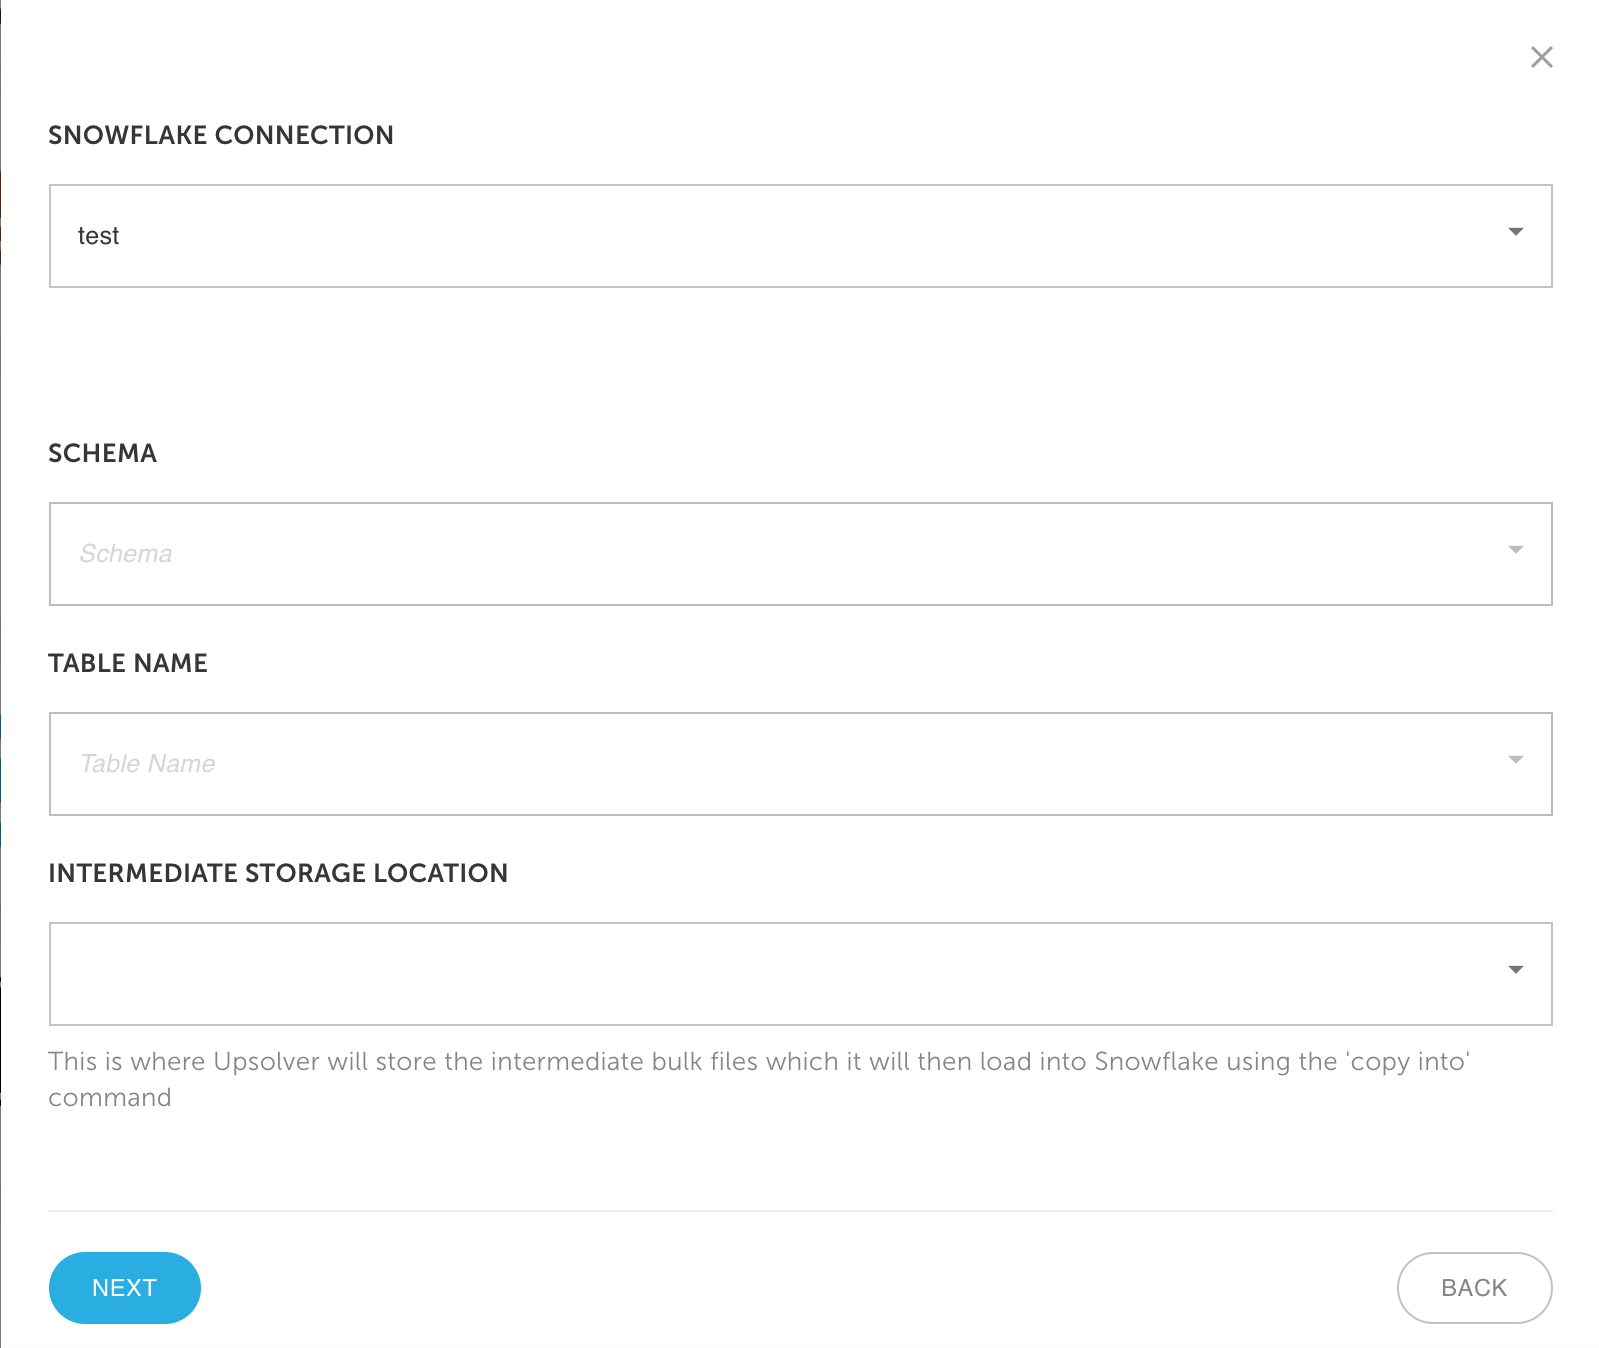 SNOWFLAKE CONNECTION
test
SCHEMA
Schema
TABLE NAME
Table Name
INTERMEDIATE STORAGE LOCATION
This is where Upsolver will store the intermediate bulk files which it will then load into Snowflake using the 'copy into'
command
NEXT
BACK